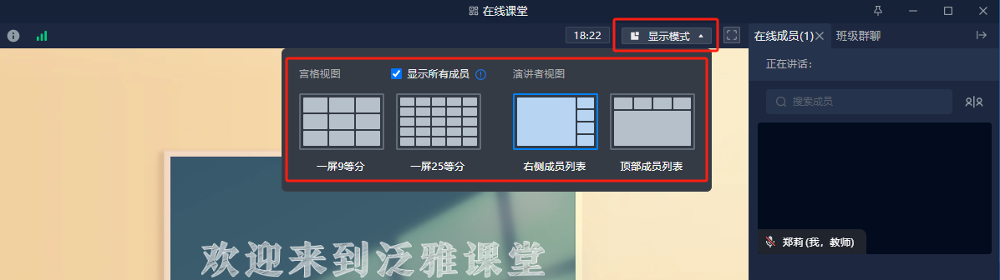 在线课堂
18:22
显示模式
在线成员(1)
班级群聊
正在讲话：
搜索成员
宫格视图
显示所有成员
演讲者视图
一屏9等分
一屏25等分
右侧成员列表
顶部成员列表
欢迎来到泛雅课堂
郑莉(我，教师)